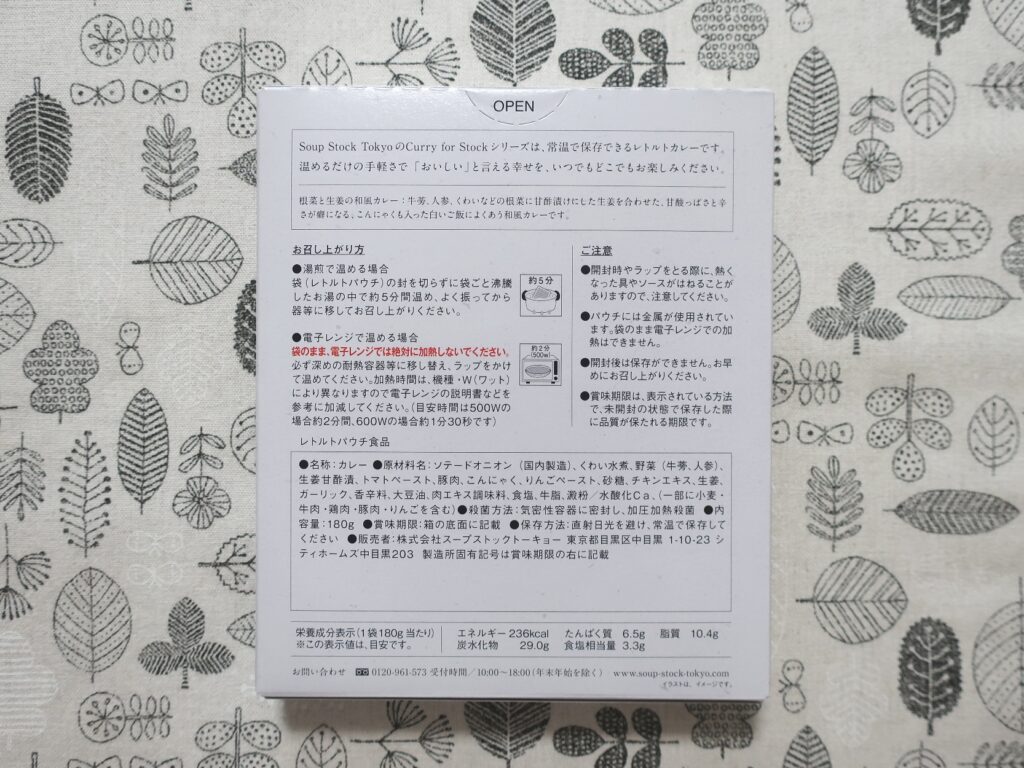 OPEN
Soup Stock TokyoのCurry for Stockシリーズは、常温で保存できるレトルトカレーです。
温めるだけの手軽さで「おいしい」と言える幸せを、いつでもどこでもお楽しみください。
根菜と生姜の和風カレー：牛蒡、人参、くわいなどの根菜に甘酢漬けにした生姜を合わせた、甘酸っぱさと辛
さが癖になる、こんにゃくも入った白いご飯によくあう和風カレーです。
お召し上がり方
●湯煎で温める場合
袋（レトルトパウチ）の封を切らずに袋ごと沸騰
したお湯の中で約5分間温め、よく振ってから
器等に移してお召し上がりください。
約5分
●電子レンジで温める場合
袋のまま、電子レンジでは絶対に加熱しないでください。
必ず深めの耐熱容器等に移し替え、ラップをかけ
て温めてください。加熱時間は、機種・W（ワット）
により異なりますので電子レンジの説明書などを
参考に加減してください。（目安時間は500Wの
場合約2分間、600Wの場合約1分30秒です）
約2分
(500w)
レトルトパウチ食品
ご注意
●開封時やラップをとる際に、熱く
なった具やソースがはねることが
ありますので、注意してください。
●パウチには金属が使用されてい
ます。袋のまま電子レンジでの加
熱はできません。
●開封後は保存ができません。お早
めにお召し上がりください。
●賞味期限は、表示されている方法
で、未開封の状態で保存した際
に品質が保たれる期限です。
●名称：カレー ●原材料名：ソテードオニオン（国内製造）、くわい水煮、野菜（牛蒡、人参）、
生姜甘酢漬、トマトペースト、豚肉、こんにゃく、りんごペースト、砂糖、チキンエキス、生姜、
ガーリック、香辛料、大豆油、肉エキス調味料、食塩、牛脂、澱粉／水酸化Ca、（一部に小麦・
牛肉・鶏肉・豚肉・りんごを含む）●殺菌方法：気密性容器に密封し、加圧加熱殺菌 ●内
容量：180g ●賞味期限：箱の底面に記載 ●保存方法：直射日光を避け、常温で保存して
ください ●販売者：株式会社スープストックトーキョー 東京都目黒区中目黒 1-10-23 シ
ティホームズ中目黒203 製造所固有記号は賞味期限の右に記載
栄養成分表示（1袋180g当たり）
※この表示値は、目安です。
エネルギー 236kcal たんぱく質 6.5g 脂質 10.4g
炭水化物 29.0g 食塩相当量 3.3g
お問い合わせ 0120-961-573 受付時間／10:00～18:00（年末年始を除く） www.soup-stock-tokyo.com
イラストは、イメージです。